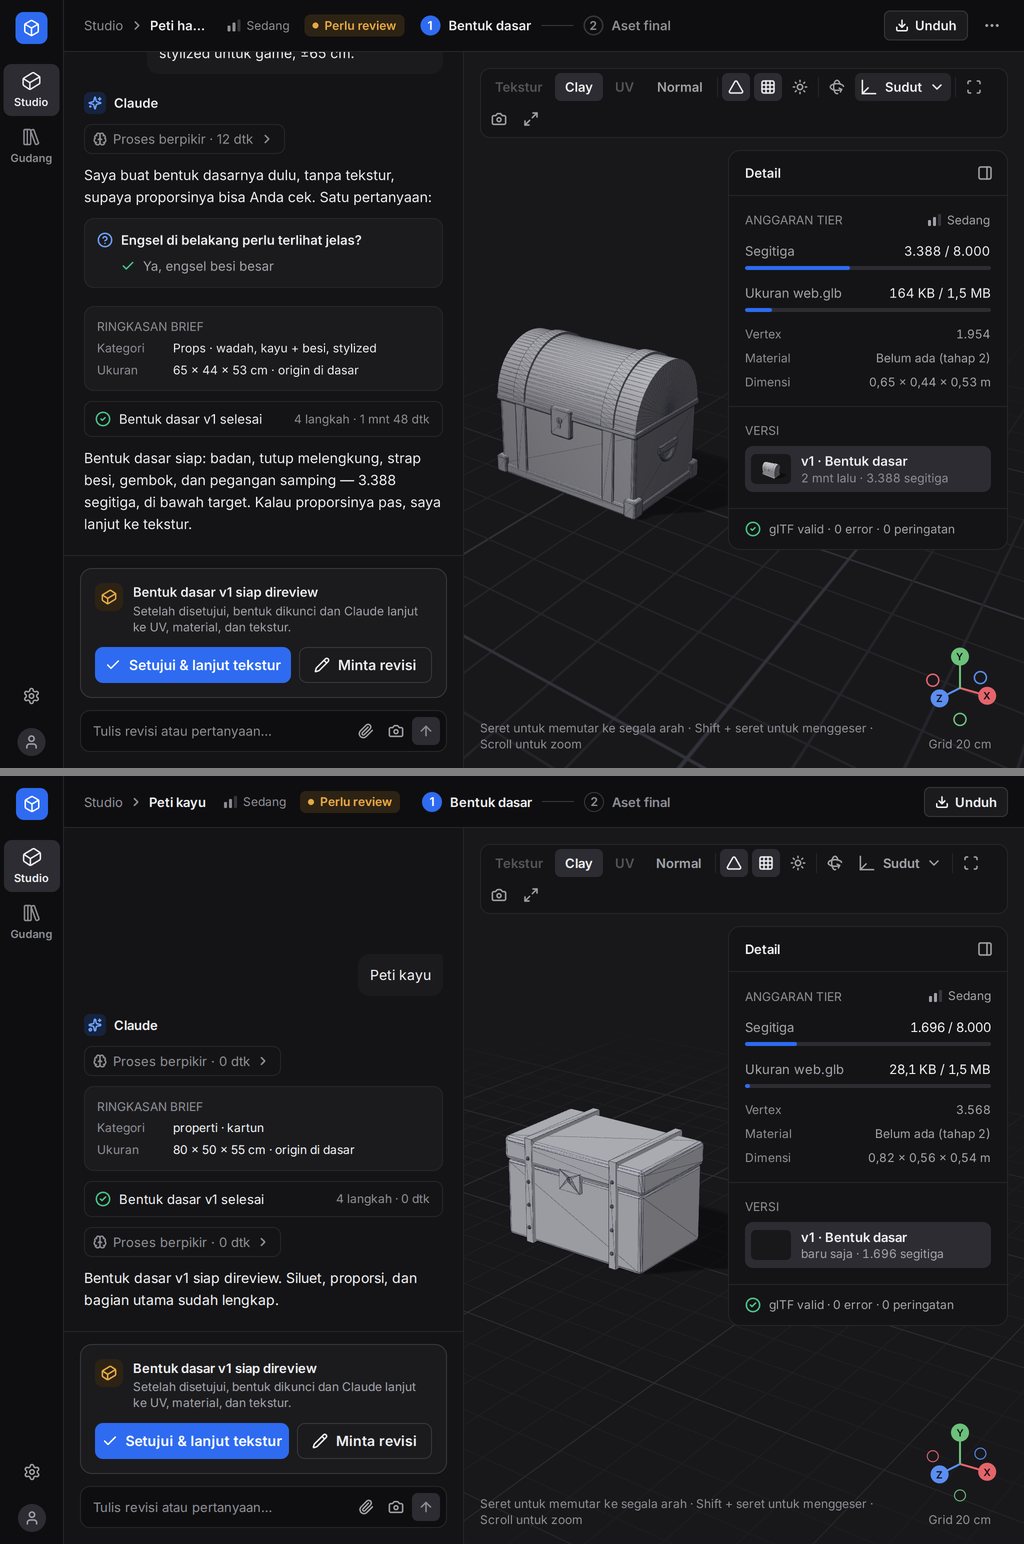 Studio
Peti ha...
Sedang
Perlu review
1
Bentuk dasar
2
Aset final
Unduh
Studio
Gudang
stylized untuk game, ±65 cm.
Claude
Proses berpikir · 12 dtk
Saya buat bentuk dasarnya dulu, tanpa tekstur,
supaya proporsinya bisa Anda cek. Satu pertanyaan:
Engsel di belakang perlu terlihat jelas?
Ya, engsel besi besar
RINGKASAN BRIEF
Kategori Props · wadah, kayu + besi, stylized
Ukuran 65 × 44 × 53 cm · origin di dasar
Bentuk dasar v1 selesai 4 langkah · 1 mnt 48 dtk
Bentuk dasar siap: badan, tutup melengkung, strap
besi, gembok, dan pegangan samping — 3.388
segitiga, di bawah target. Kalau proporsinya pas, saya
lanjut ke tekstur.
Bentuk dasar v1 siap direview
Setelah disetujui, bentuk dikunci dan Claude lanjut
ke UV, material, dan tekstur.
Setujui & lanjut tekstur
Minta revisi
Tulis revisi atau pertanyaan...
Tekstur Clay UV Normal Sudut
Detail
ANGGARAN TIER Sedang
Segitiga 3.388 / 8.000
Ukuran web.glb 164 KB / 1,5 MB
Vertex 1.954
Material Belum ada (tahap 2)
Dimensi 0,65 × 0,44 × 0,53 m
VERSI
v1 · Bentuk dasar
2 mnt lalu · 3.388 segitiga
glTF valid · 0 error · 0 peringatan
Y
Z
X
Seret untuk memutar ke segala arah · Shift + seret untuk menggeser ·
Scroll untuk zoom
Grid 20 cm
Studio
Peti kayu
Sedang
Perlu review
1
Bentuk dasar
2
Aset final
Unduh
Studio
Gudang
Peti kayu
Claude
Proses berpikir · 0 dtk
RINGKASAN BRIEF
Kategori properti · kartun
Ukuran 80 × 50 × 55 cm · origin di dasar
Bentuk dasar v1 selesai 4 langkah · 0 dtk
Proses berpikir · 0 dtk
Bentuk dasar v1 siap direview. Siluet, proporsi, dan
bagian utama sudah lengkap.
Bentuk dasar v1 siap direview
Setelah disetujui, bentuk dikunci dan Claude lanjut
ke UV, material, dan tekstur.
Setujui & lanjut tekstur
Minta revisi
Tulis revisi atau pertanyaan...
Tekstur Clay UV Normal Sudut
Detail
ANGGARAN TIER Sedang
Segitiga 1.696 / 8.000
Ukuran web.glb 28,1 KB / 1,5 MB
Vertex 3.568
Material Belum ada (tahap 2)
Dimensi 0,82 × 0,56 × 0,54 m
VERSI
v1 · Bentuk dasar
baru saja · 1.696 segitiga
glTF valid · 0 error · 0 peringatan
Y
Z
X
Seret untuk memutar ke segala arah · Shift + seret untuk menggeser ·
Scroll untuk zoom
Grid 20 cm